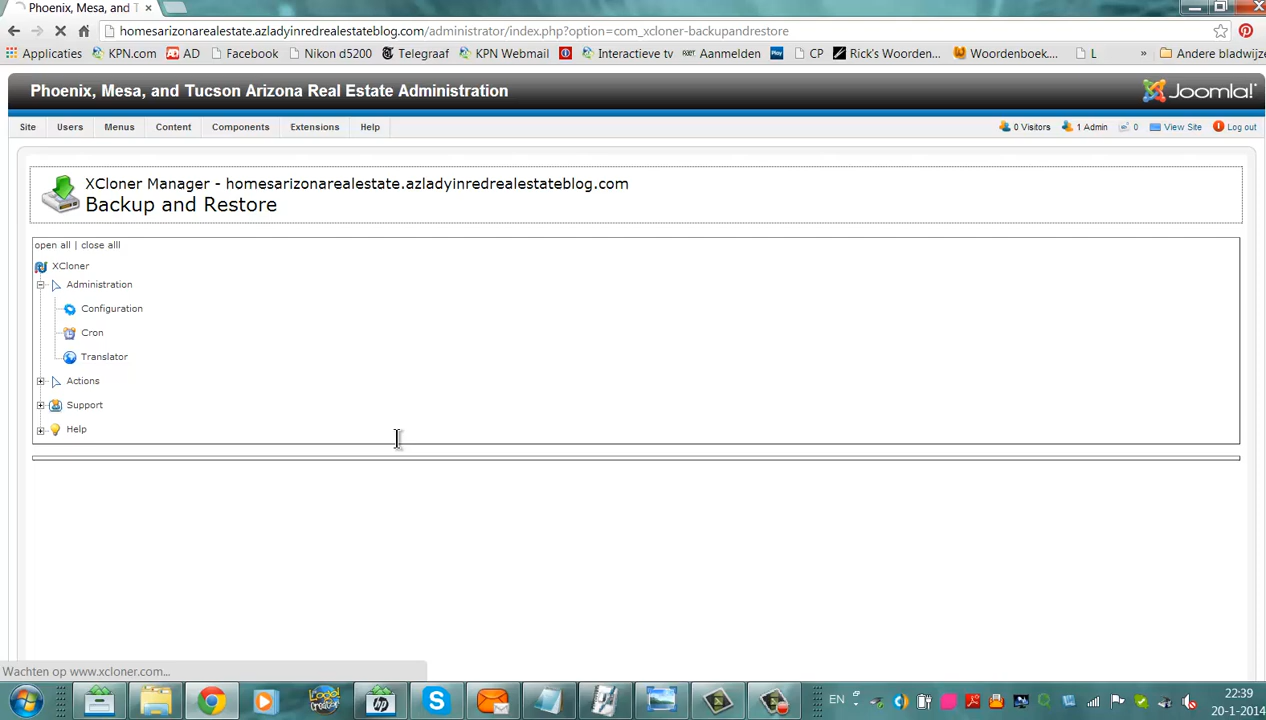 Phoenix, Mesa, and T
homesarizonarealestate.azladyinredrealestateblog.com/administrator/index.php?option=com_xcloner-backupandrestore
Applicaties KPN.com AD Facebook Nikon d5200 Telegraaf KPN Webmail Interactieve tv Aanmelden Play CP Rick's Woorden... Woordenboek.... L » Andere bladwijze
Phoenix, Mesa, and Tucson Arizona Real Estate Administration
Joomla!
Site Users Menus Content Components Extensions Help 0 Visitors 1 Admin 0 View Site Log out
XCloner Manager - homesarizonarealestate.azladyinredrealestateblog.com
Backup and Restore
open all | close alll
XCloner
Administration
Configuration
Cron
Translator
Actions
Support
Help
Wachten op www.xcloner.com...
EN
22:39
20-1-2014